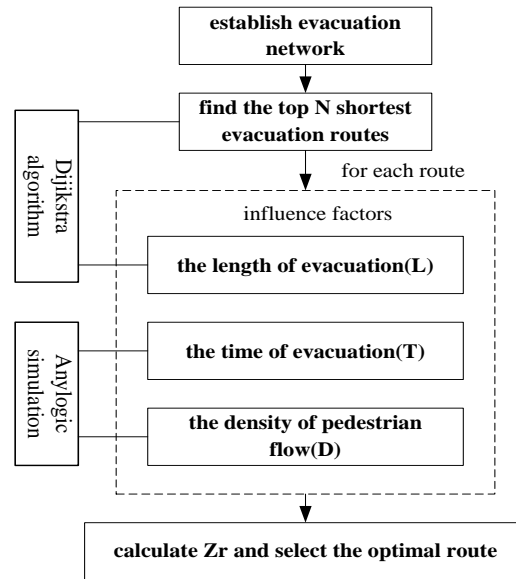 establish evacuation
network
find the top N shortest
evacuation routes
for each route
Dijikstra
algorithm
influence factors
the length of evacuation(L)
Anylogic
simulation
the time of evacuation(T)
the density of pedestrian
flow(D)
calculate Zr and select the optimal route